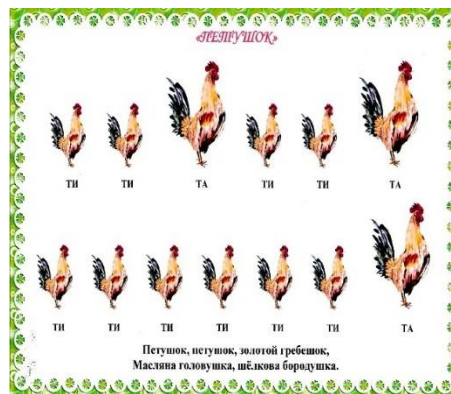 «ПЕТУШОК»
ТИ ТИ ТА ТИ ТИ ТА
ТИ ТИ ТИ ТИ ТИ ТИ ТА
Петушок, петушок, золотой гребешок,
Масляна головушка, шёлкова бородушка.